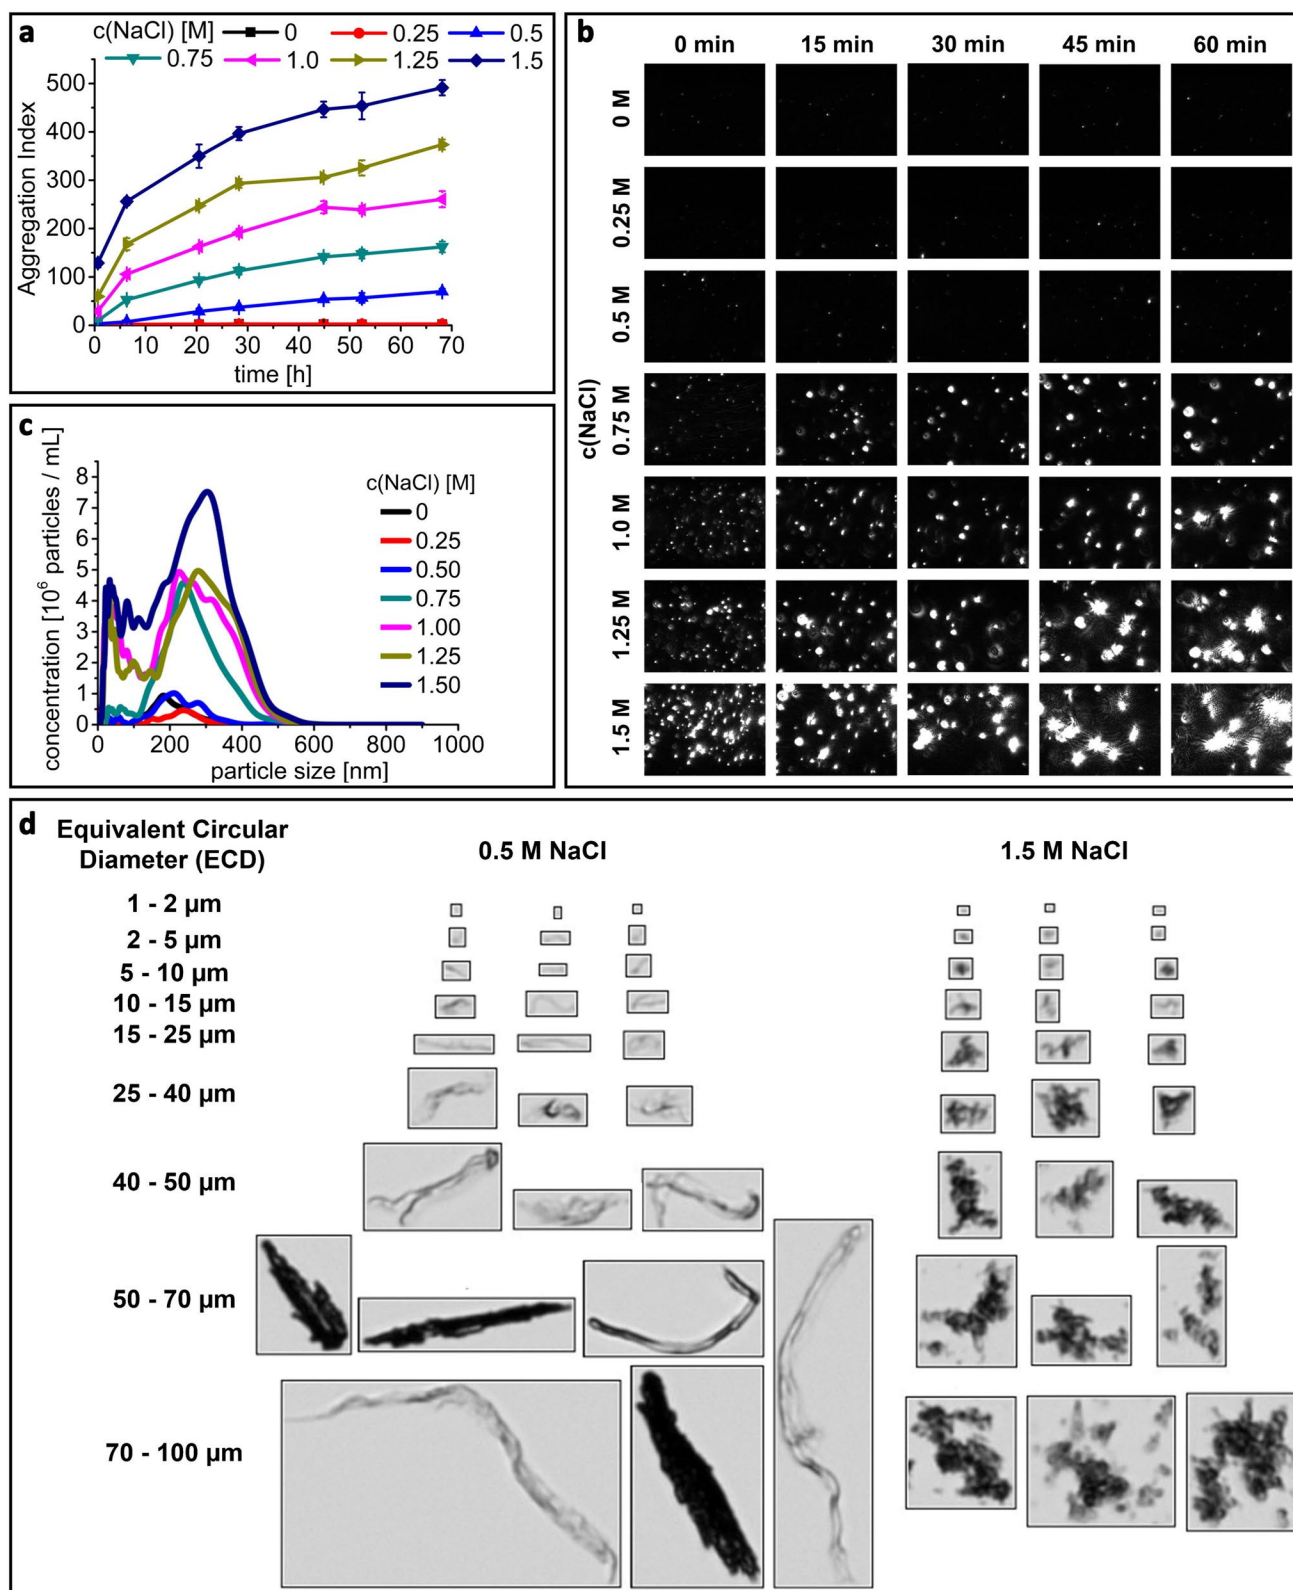 a
c(NaCl) [M] 0 0.25 0.5
0.75 1.0 1.25 1.5
Aggregation Index
500
400
300
200
100
0
0 10 20 30 40 50 60 70
time [h]
b
0 min 15 min 30 min 45 min 60 min
c(NaCl)
0 M
0.25 M
0.5 M
0.75 M
1.0 M
1.25 M
1.5 M
c
concentration [10⁶ particles / mL]
8
7
6
5
4
3
2
1
0
0 200 400 600 800 1000
particle size [nm]
c(NaCl) [M]
0
0.25
0.50
0.75
1.00
1.25
1.50
d
Equivalent Circular
Diameter (ECD)
0.5 M NaCl 1.5 M NaCl
1 - 2 µm
2 - 5 µm
5 - 10 µm
10 - 15 µm
15 - 25 µm
25 - 40 µm
40 - 50 µm
50 - 70 µm
70 - 100 µm